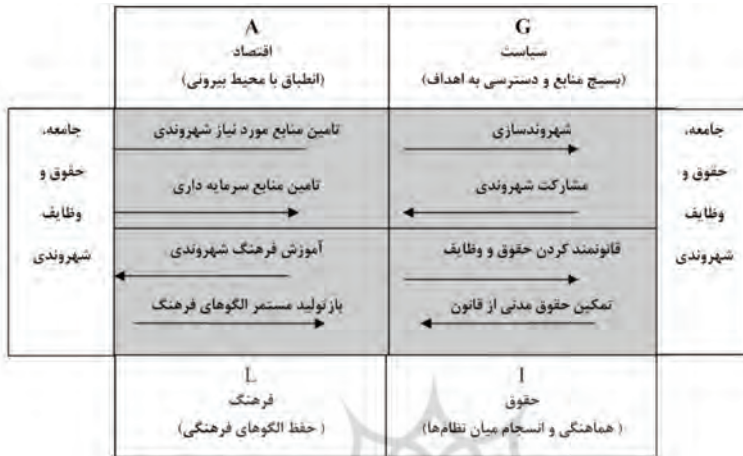 A
اقتصاد
(انطباق با محیط بیرونی)
G
سیاست
(بسیج منابع و دسترسی به اهداف)
جامعه،
حقوق و
وظایف
شهروندی
تامین منابع مورد نیاز شهروندی
تامین منابع سرمایه داری
آموزش فرهنگ شهروندی
بازتولید مستمر الگوهای فرهنگ
شهروندسازی
مشارکت شهروندی
قانونمند کردن حقوق و وظایف
تمکین حقوق مدنی از قانون
جامعه،
حقوق و
وظایف
شهروندی
L
فرهنگ
( حفظ الگوهای فرهنگی)
I
حقوق
( هماهنگی و انسجام میان نظام‌ها)